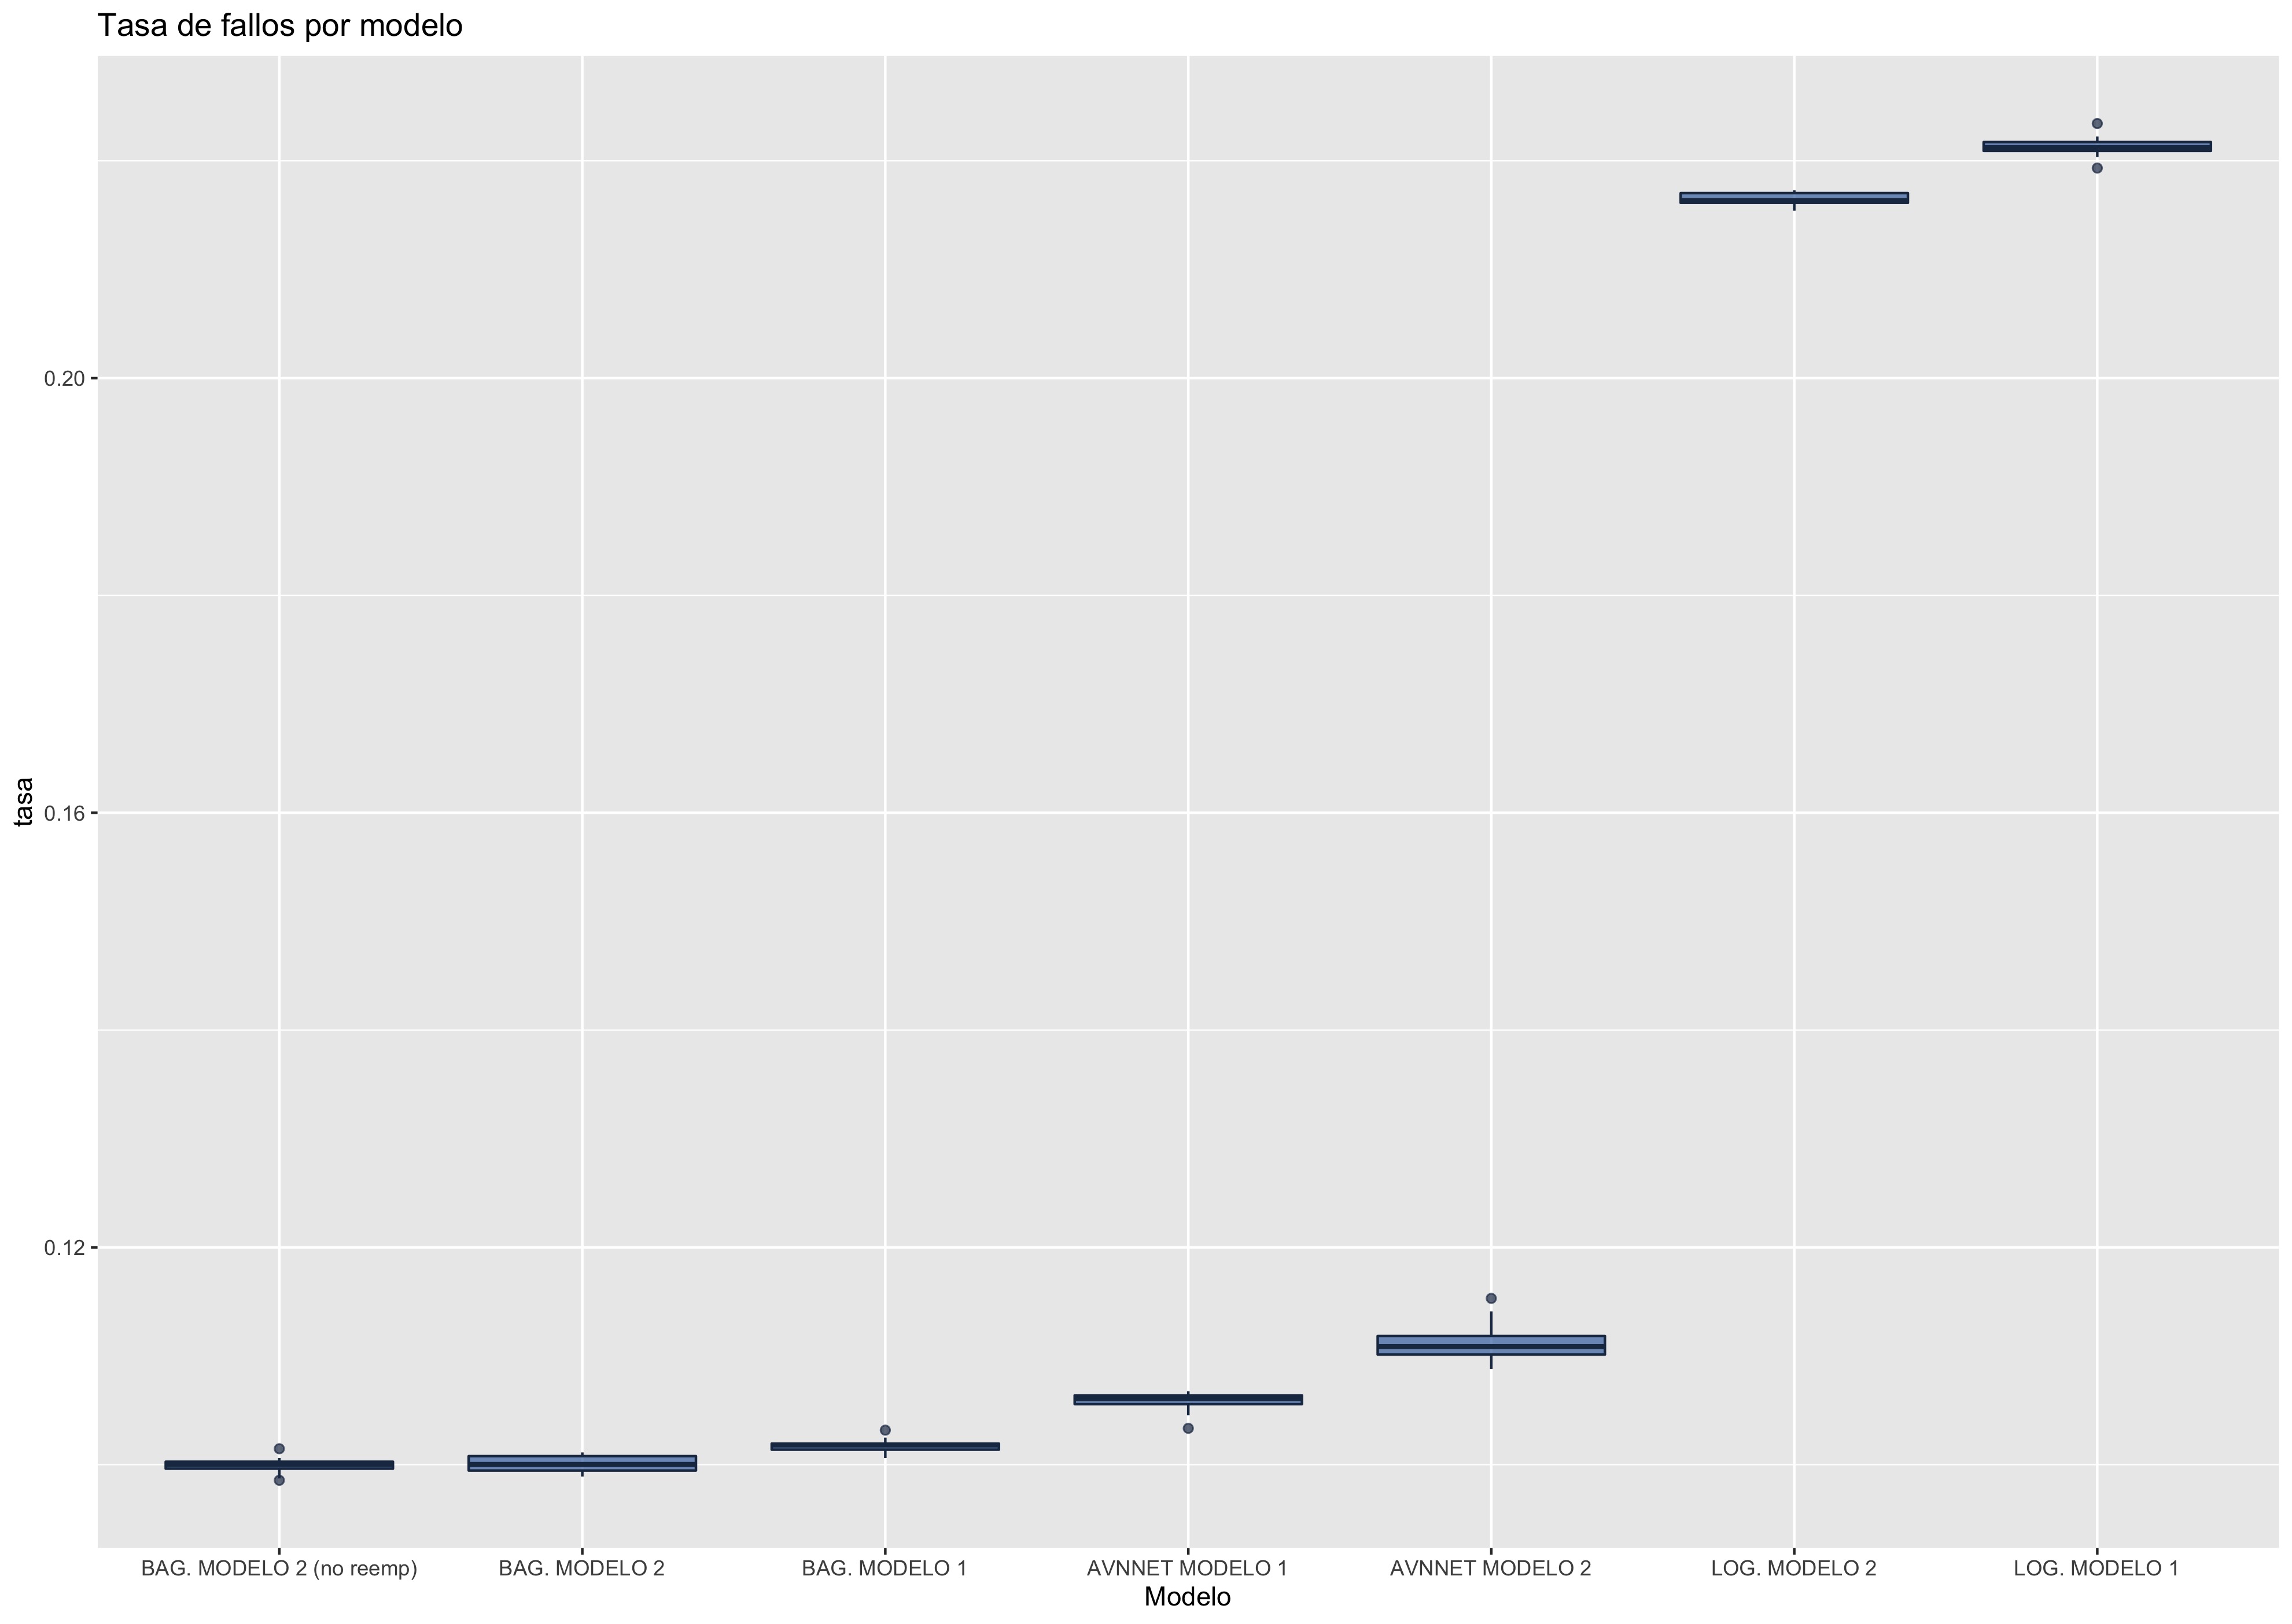 Tasa de fallos por modelo
tasa
0.20
0.16
0.12
BAG. MODELO 2 (no reemp)
BAG. MODELO 2
BAG. MODELO 1
AVNNET MODELO 1
AVNNET MODELO 2
LOG. MODELO 2
LOG. MODELO 1
Modelo